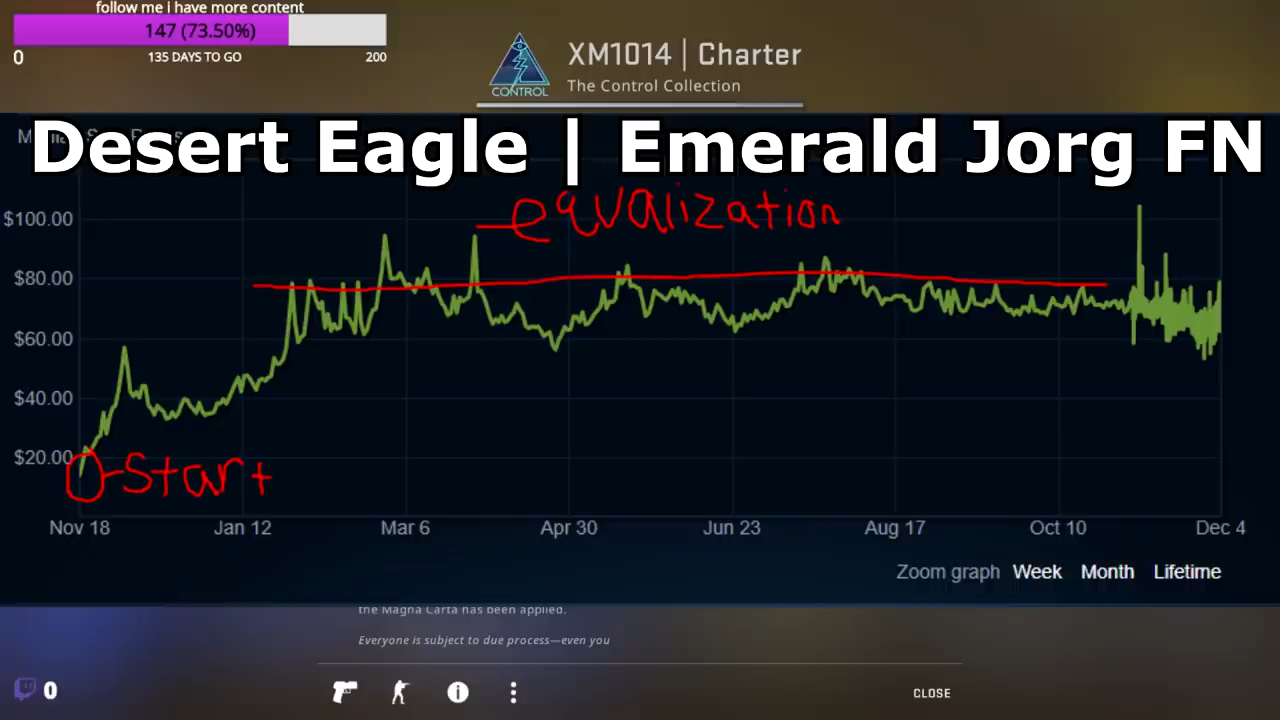 follow me i have more content
147 (73.50%)
0
135 DAYS TO GO
200
CONTROL
XM1014 | Charter
The Control Collection
Desert Eagle | Emerald Jorg FN
equalization
$100.00
$80.00
$60.00
$40.00
$20.00
Start
Nov 18
Jan 12
Mar 6
Apr 30
Jun 23
Aug 17
Oct 10
Dec 4
Zoom graph Week Month Lifetime
the Magna Carta has been applied.
Everyone is subject to due process—even you
0
CLOSE